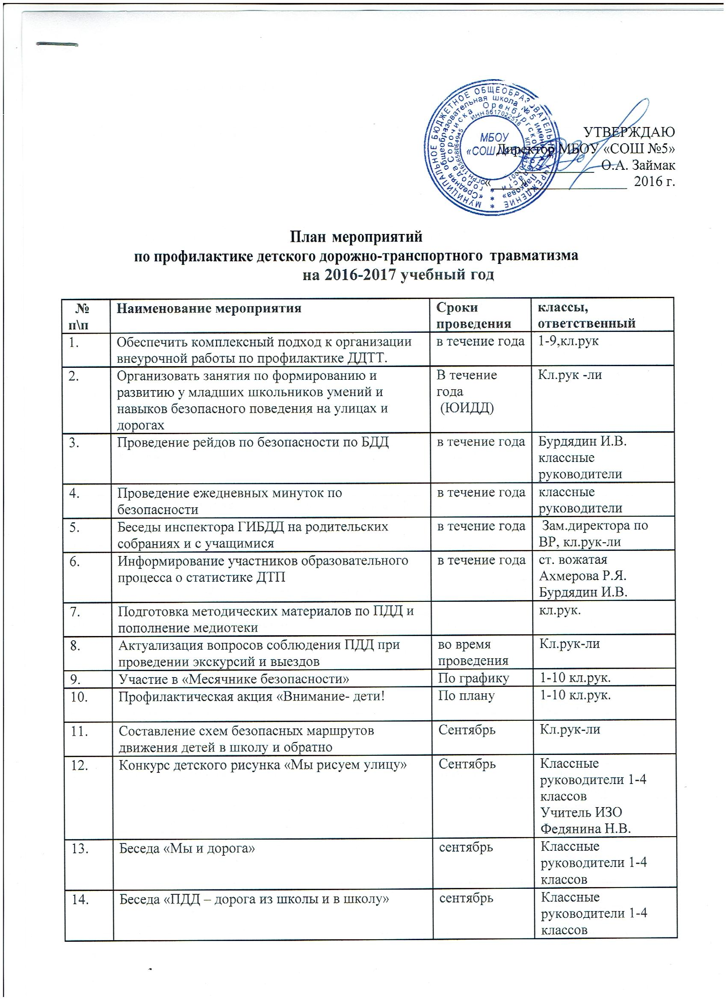 МУНИЦИПАЛЬНОЕ БЮДЖЕТНОЕ ОБЩЕОБРАЗОВАТЕЛЬНОЕ УЧРЕЖДЕНИЕ
«Средняя общеобразовательная школа № 5 имени
города Сорочинска Оренбургской области
ИНН 5617022518
МБОУ
«СОШ №5»
УТВЕРЖДАЮ
Директор МБОУ «СОШ №5»
О.А. Займак
«____»______________ 2016 г.
План мероприятий
по профилактике детского дорожно-транспортного травматизма
на 2016-2017 учебный год
№ Наименование мероприятия Сроки классы,
п\п проведения ответственный
1. Обеспечить комплексный подход к организации в течение года 1-9,кл.рук
внеурочной работы по профилактике ДДТТ.
2. Организовать занятия по формированию и В течение Кл.рук -ли
развитию у младших школьников умений и года
навыков безопасного поведения на улицах и (ЮИДД)
дорогах
3. Проведение рейдов по безопасности по БДД в течение года Бурдядин И.В.
классные
руководители
4. Проведение ежедневных минуток по в течение года классные
безопасности руководители
5. Беседы инспектора ГИБДД на родительских в течение года Зам.директора по
собраниях и с учащимися ВР, кл.рук-ли
6. Информирование участников образовательного в течение года ст. вожатая
процесса о статистике ДТП Ахмерова Р.Я.
Бурдядин И.В.
7. Подготовка методических материалов по ПДД и кл.рук.
пополнение медиотеки
8. Актуализация вопросов соблюдения ПДД при во время Кл.рук-ли
проведении экскурсий и выездов проведения
9. Участие в «Месячнике безопасности» По графику 1-10 кл.рук.
10. Профилактическая акция «Внимание- дети! По плану 1-10 кл.рук.
11. Составление схем безопасных маршрутов Сентябрь Кл.рук-ли
движения детей в школу и обратно
12. Конкурс детского рисунка «Мы рисуем улицу» Сентябрь Классные
руководители 1-4
классов
Учитель ИЗО
Федянина Н.В.
13. Беседа «Мы и дорога» сентябрь Классные
руководители 1-4
классов
14. Беседа «ПДД – дорога из школы и в школу» сентябрь Классные
руководители 1-4
классов